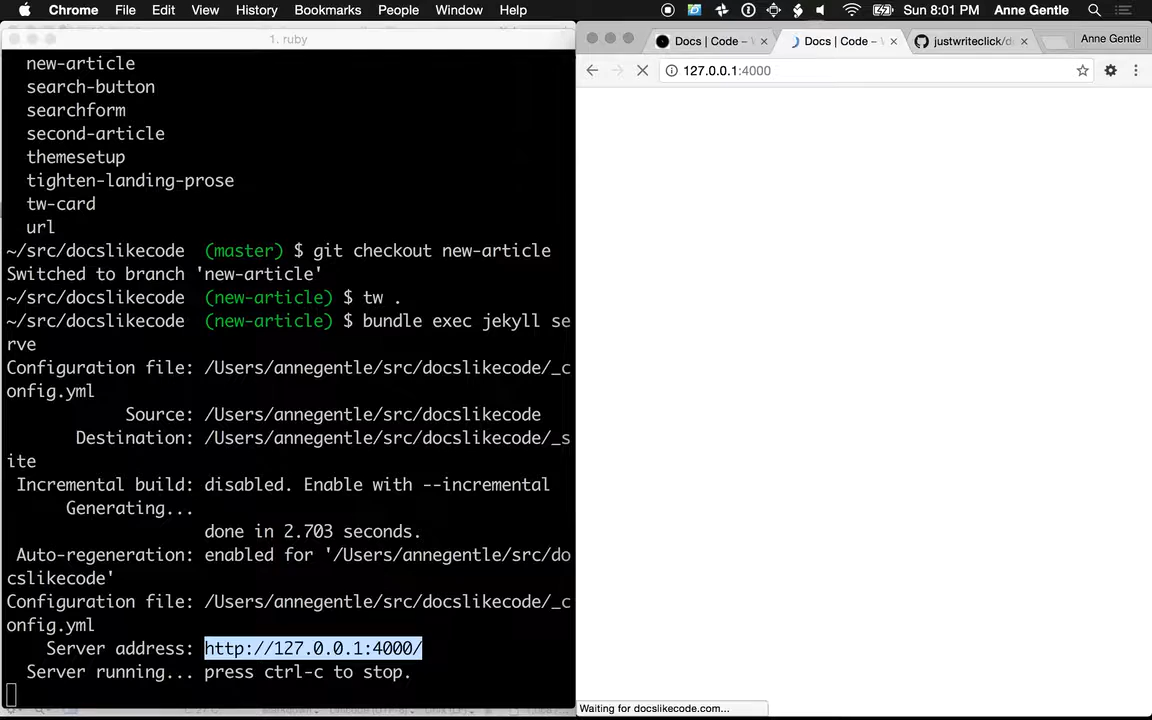 Chrome File Edit View History Bookmarks People Window Help Sun 8:01 PM Anne Gentle
1. ruby
new-article
search-button
searchform
second-article
themesetup
tighten-landing-prose
tw-card
url
~/src/docslikecode (master) $ git checkout new-article
Switched to branch 'new-article'
~/src/docslikecode (new-article) $ tw .
~/src/docslikecode (new-article) $ bundle exec jekyll se
rve
Configuration file: /Users/annegentle/src/docslikecode/_c
onfig.yml
Source: /Users/annegentle/src/docslikecode
Destination: /Users/annegentle/src/docslikecode/_s
ite
Incremental build: disabled. Enable with --incremental
Generating...
done in 2.703 seconds.
Auto-regeneration: enabled for '/Users/annegentle/src/do
cslikecode'
Configuration file: /Users/annegentle/src/docslikecode/_c
onfig.yml
Server address: http://127.0.0.1:4000/
Server running... press ctrl-c to stop.
Docs | Code – Docs | Code – justwriteclick/d Anne Gentle
127.0.0.1:4000
Waiting for docslikecode.com...